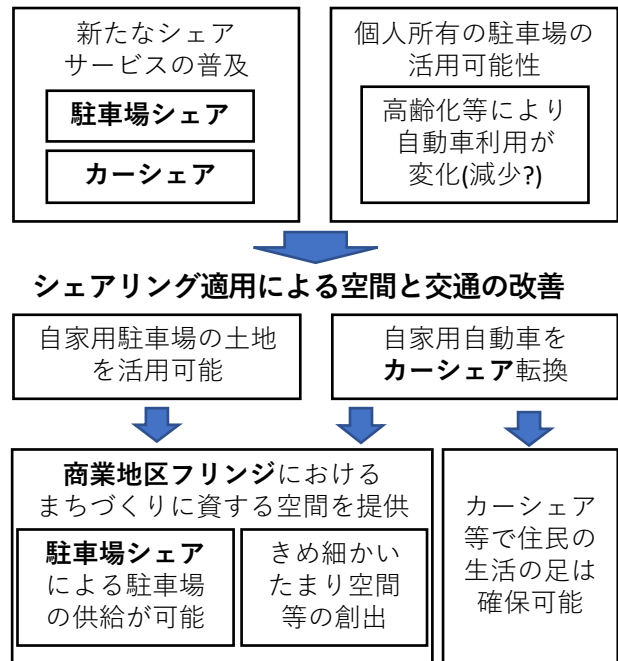 新たなシェア
サービスの普及
駐車場シェア
カーシェア
個人所有の駐車場の
活用可能性
高齢化等により
自動車利用が
変化(減少?)
シェアリング適用による空間と交通の改善
自家用駐車場の土地
を活用可能
自家用自動車を
カーシェア転換
商業地区フリンジにおける
まちづくりに資する空間を提供
駐車場シェア
による駐車場
の供給が可能
きめ細かい
たまり空間
等の創出
カーシェア
等で住民の
生活の足は
確保可能